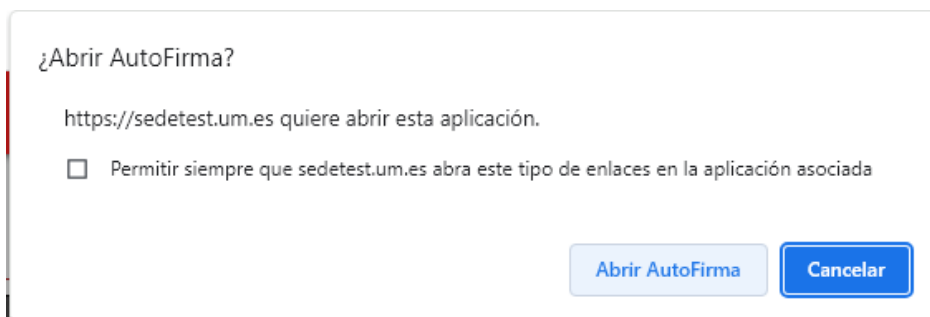 ¿Abrir AutoFirma?
https://sedetest.um.es quiere abrir esta aplicación.
Permitir siempre que sedetest.um.es abra este tipo de enlaces en la aplicación asociada
Abrir AutoFirma
Cancelar